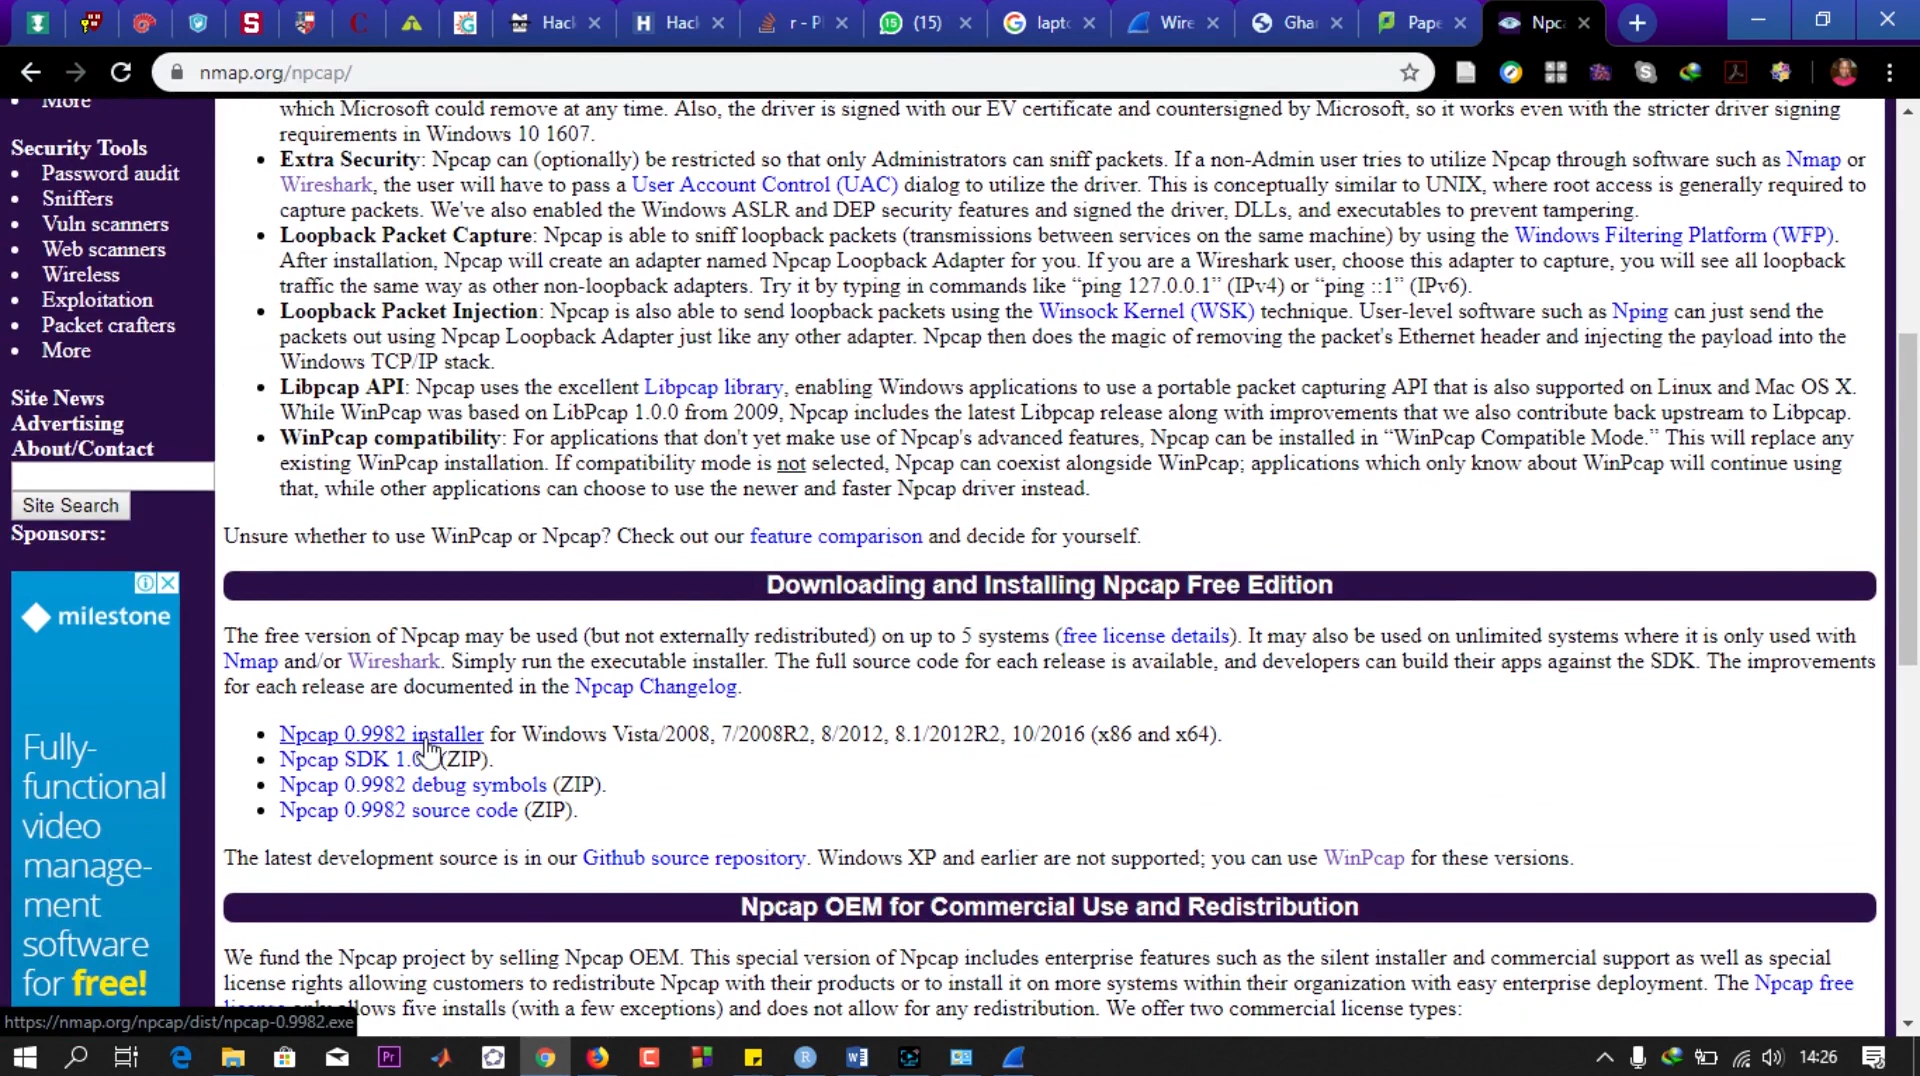 Hack
Hack
r - Pl
(15)
lapto
Wire
Ghar
Pape
Npca
nmap.org/npcap/
More
Security Tools
Password audit
Sniffers
Vuln scanners
Web scanners
Wireless
Exploitation
Packet crafters
More
Site News
Advertising
About/Contact
Site Search
Sponsors:
milestone
Fully-
functional
video
manage-
ment
software
for free!
which Microsoft could remove at any time. Also, the driver is signed with our EV certificate and countersigned by Microsoft, so it works even with the stricter driver signing
requirements in Windows 10 1607.
Extra Security: Npcap can (optionally) be restricted so that only Administrators can sniff packets. If a non-Admin user tries to utilize Npcap through software such as Nmap or
Wireshark, the user will have to pass a User Account Control (UAC) dialog to utilize the driver. This is conceptually similar to UNIX, where root access is generally required to
capture packets. We've also enabled the Windows ASLR and DEP security features and signed the driver, DLLs, and executables to prevent tampering.
Loopback Packet Capture: Npcap is able to sniff loopback packets (transmissions between services on the same machine) by using the Windows Filtering Platform (WFP).
After installation, Npcap will create an adapter named Npcap Loopback Adapter for you. If you are a Wireshark user, choose this adapter to capture, you will see all loopback
traffic the same way as other non-loopback adapters. Try it by typing in commands like “ping 127.0.0.1” (IPv4) or “ping ::1” (IPv6).
Loopback Packet Injection: Npcap is also able to send loopback packets using the Winsock Kernel (WSK) technique. User-level software such as Nping can just send the
packets out using Npcap Loopback Adapter just like any other adapter. Npcap then does the magic of removing the packet's Ethernet header and injecting the payload into the
Windows TCP/IP stack.
Libpcap API: Npcap uses the excellent Libpcap library, enabling Windows applications to use a portable packet capturing API that is also supported on Linux and Mac OS X.
While WinPcap was based on LibPcap 1.0.0 from 2009, Npcap includes the latest Libpcap release along with improvements that we also contribute back upstream to Libpcap.
WinPcap compatibility: For applications that don't yet make use of Npcap's advanced features, Npcap can be installed in “WinPcap Compatible Mode.” This will replace any
existing WinPcap installation. If compatibility mode is not selected, Npcap can coexist alongside WinPcap; applications which only know about WinPcap will continue using
that, while other applications can choose to use the newer and faster Npcap driver instead.
Unsure whether to use WinPcap or Npcap? Check out our feature comparison and decide for yourself.
Downloading and Installing Npcap Free Edition
The free version of Npcap may be used (but not externally redistributed) on up to 5 systems (free license details). It may also be used on unlimited systems where it is only used with
Nmap and/or Wireshark. Simply run the executable installer. The full source code for each release is available, and developers can build their apps against the SDK. The improvements
for each release are documented in the Npcap Changelog.
Npcap 0.9982 installer for Windows Vista/2008, 7/2008R2, 8/2012, 8.1/2012R2, 10/2016 (x86 and x64).
Npcap SDK 1.0 (ZIP).
Npcap 0.9982 debug symbols (ZIP).
Npcap 0.9982 source code (ZIP).
The latest development source is in our Github source repository. Windows XP and earlier are not supported; you can use WinPcap for these versions.
Npcap OEM for Commercial Use and Redistribution
We fund the Npcap project by selling Npcap OEM. This special version of Npcap includes enterprise features such as the silent installer and commercial support as well as special
license rights allowing customers to redistribute Npcap with their products or to install it on more systems within their organization with easy enterprise deployment. The Npcap free
lows five installs (with a few exceptions) and does not allow for any redistribution. We offer two commercial license types:
https://nmap.org/npcap/dist/npcap-0.9982.exe
14:26